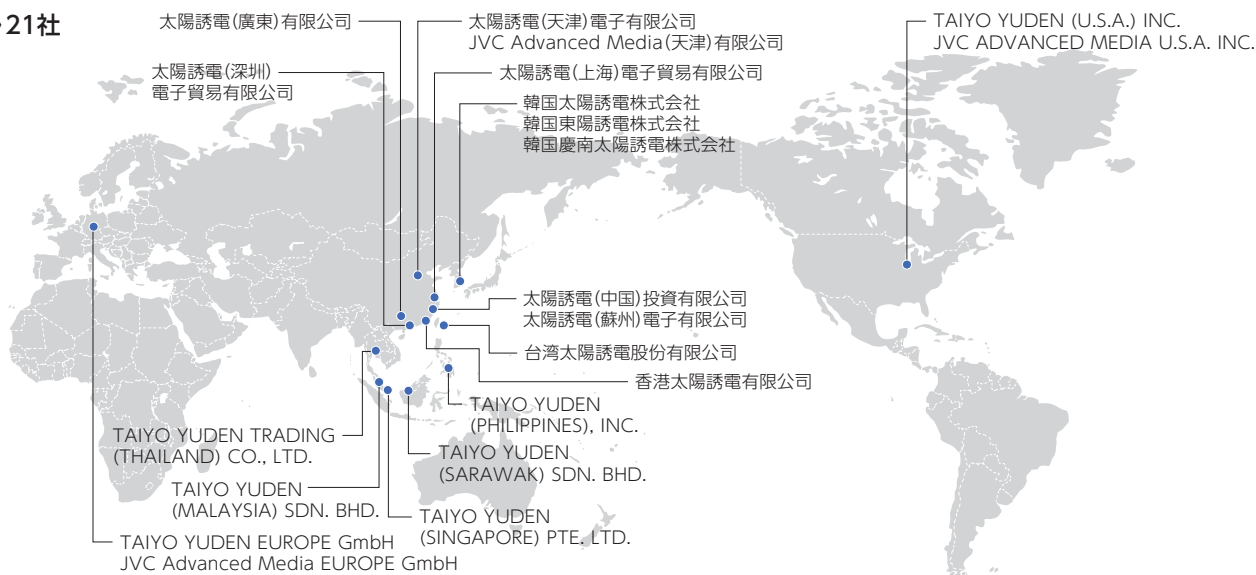 21社
太陽誘電(廣東)有限公司
太陽誘電(深圳)
電子貿易有限公司
太陽誘電(天津)電子有限公司
JVC Advanced Media(天津)有限公司
太陽誘電(上海)電子貿易有限公司
韓国太陽誘電株式会社
韓国東陽誘電株式会社
韓国慶南太陽誘電株式会社
TAIYO YUDEN (U.S.A.) INC.
JVC ADVANCED MEDIA U.S.A. INC.
太陽誘電(中国)投資有限公司
太陽誘電(蘇州)電子有限公司
台湾太陽誘電股份有限公司
香港太陽誘電有限公司
TAIYO YUDEN
(PHILIPPINES), INC.
TAIYO YUDEN TRADING
(THAILAND) CO., LTD.
TAIYO YUDEN
(SARAWAK) SDN. BHD.
TAIYO YUDEN
(MALAYSIA) SDN. BHD.
TAIYO YUDEN
(SINGAPORE) PTE. LTD.
TAIYO YUDEN EUROPE GmbH
JVC Advanced Media EUROPE GmbH